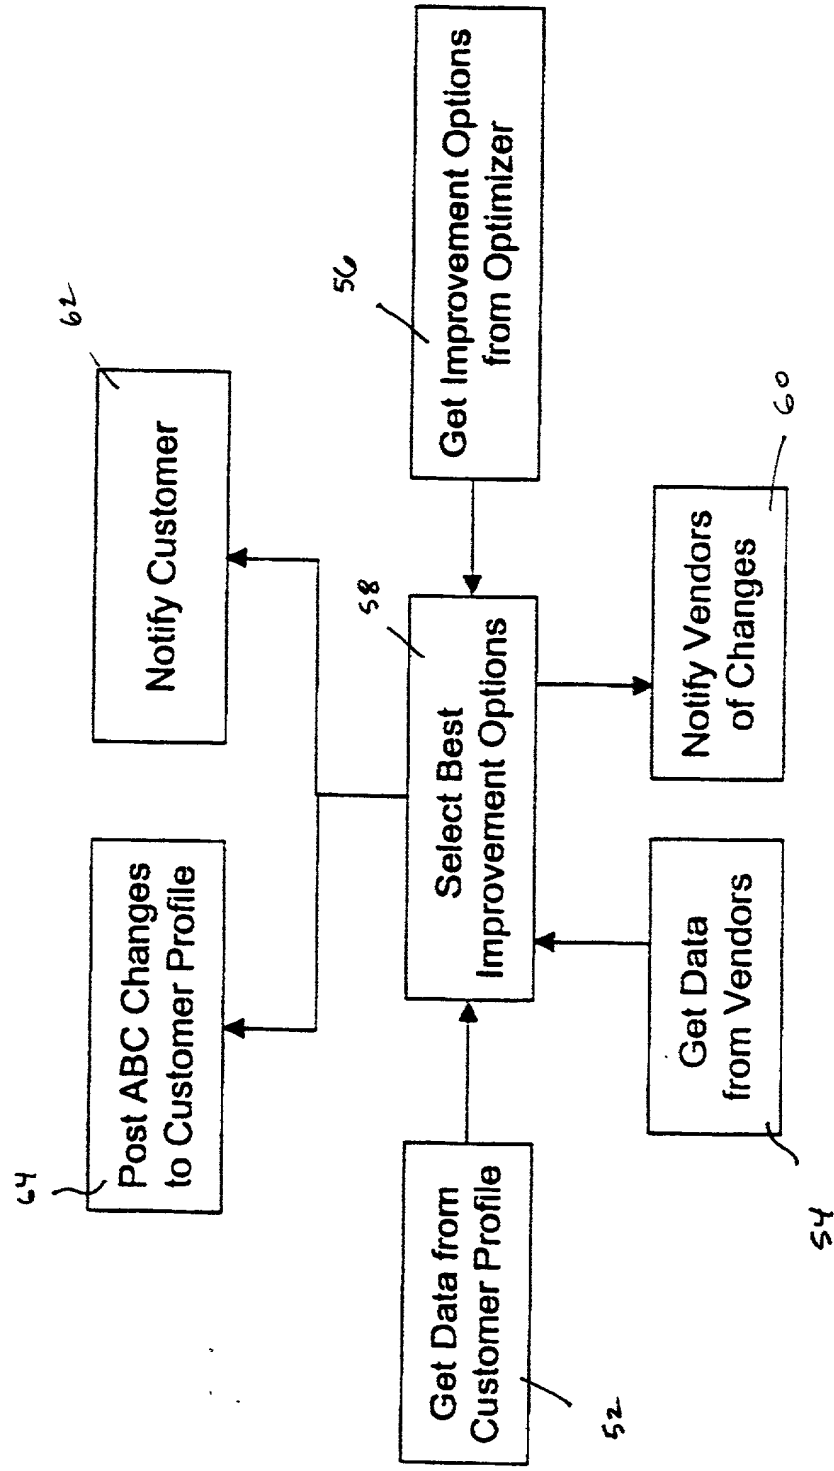 64
Post ABC Changes
to Customer Profile
62
Notify Customer
52
Get Data from
Customer Profile
58
Select Best
Improvement Options
56
Get Improvement Options
from Optimizer
54
Get Data
from Vendors
60
Notify Vendors
of Changes